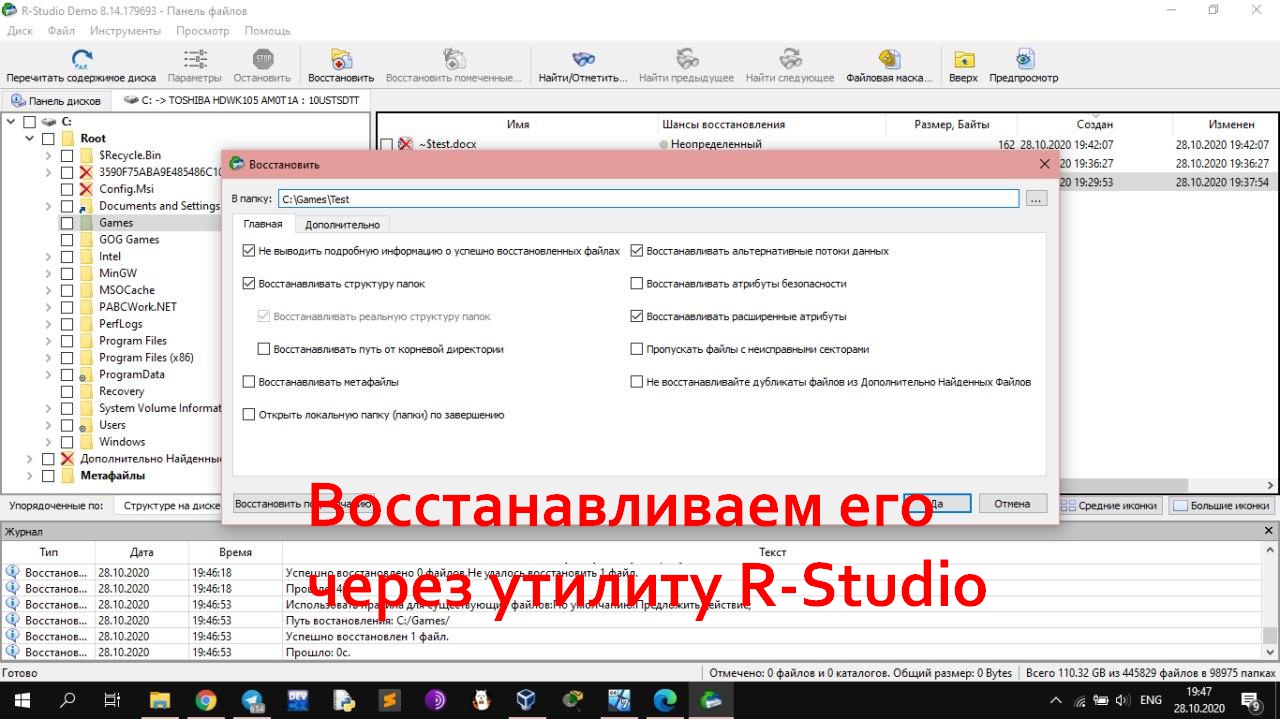 R-Studio Demo 8.14.179693 - Панель файлов
Диск Файл Инструменты Просмотр Помощь
Перечитать содержимое диска Параметры Остановить Восстановить Восстановить помеченные... Найти/Отметить... Найти предыдущее Найти следующее Файловая маска... Вверх Предпросмотр
Панель дисков C: -> TOSHIBA HDWK105 AM0T1A : 10USTSDTT
C:
Root
$Recycle.Bin
3590F75ABA9E485486C10
Config.Msi
Documents and Settings
Games
GOG Games
Intel
MinGW
MSOCache
PABCWork.NET
PerfLogs
Program Files
Program Files (x86)
ProgramData
Recovery
System Volume Informat
Users
Windows
Дополнительно Найденны
Метафайлы
Упорядоченные по: Структуре на диске
Имя Шансы восстановления Размер, Байты Создан Изменен
~$test.docx Неопределенный 162 28.10.2020 19:42:07 28.10.2020 19:42:07
20 19:36:27 28.10.2020 19:36:27
20 19:29:53 28.10.2020 19:37:54
Восстановить
В папку: C:\Games\Test ...
Главная Дополнительно
Не выводить подробную информацию о успешно восстановленных файлах
Восстанавливать структуру папок
Восстанавливать реальную структуру папок
Восстанавливать путь от корневой директории
Восстанавливать метафайлы
Открыть локальную папку (папки) по завершению
Восстанавливать альтернативные потоки данных
Восстанавливать атрибуты безопасности
Восстанавливать расширенные атрибуты
Пропускать файлы с неисправными секторами
Не восстанавливайте дубликаты файлов из Дополнительно Найденных Файлов
Восстановить Да Отмена
Средние иконки Большие иконки
Восстанавливаем его
через утилиту R-Studio
Журнал
Тип Дата Время Текст
Восстанов... 28.10.2020 19:46:18 Успешно восстановлено 0 файлов.Не удалось восстановить 1 файл.
Восстанов... 28.10.2020 19:46:18
Восстанов... 28.10.2020 19:46:53 Использовать правила для существующих файлов:По умолчанию:Предложить действие;
Восстанов... 28.10.2020 19:46:53 Путь востановления: C:/Games/
Восстанов... 28.10.2020 19:46:53 Успешно восстановлен 1 файл.
Восстанов... 28.10.2020 19:46:53 Прошло: 0с.
Готово Отмечено: 0 файлов и 0 каталогов. Общий размер: 0 Bytes Всего 110.32 GB из 445829 файлов в 98975 папках
654 DEV ENG 19:47
28.10.2020 9